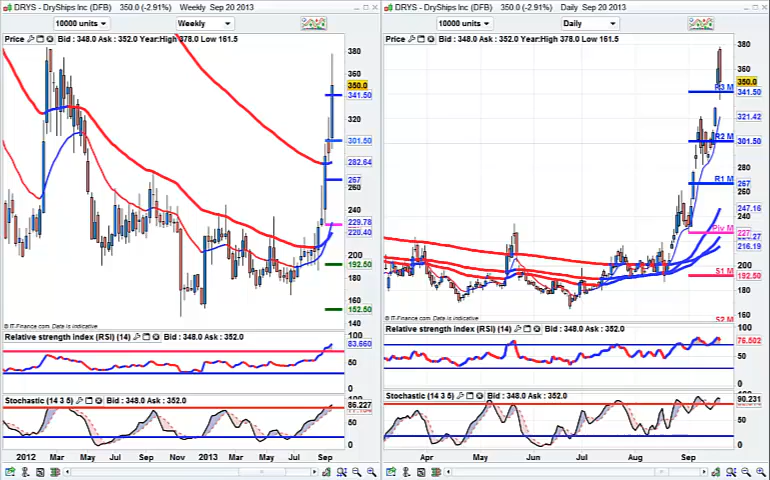 DRYS - DryShips Inc (DFB) 350.0 (-2.91%) Weekly Sep 20 2013
10000 units
Weekly
Price
Bid : 348.0 Ask : 352.0 Year:High 378.0 Low 161.5
380
360
350.0
341.50
320
301.50
282.64
267
260
240
229.78
220.40
200
192.50
180
160
152.50
140
© IT-Finance.com Data is indicative
Relative strength index (RSI) (14)
Bid : 348.0 Ask : 352.0
100
83.660
50
0
Stochastic (14 3 5)
Bid : 348.0 Ask : 352.0
86.227
50
0
2012
Mar
May
Jul
Sep
Nov
2013
Mar
May
Jul
Sep
DRYS - DryShips Inc (DFB) 350.0 (-2.91%) Daily Sep 20 2013
10000 units
Daily
Price
Bid : 348.0 Ask : 352.0 Year:High 378.0 Low 161.5
380
360
350.0
R3 M
341.50
321.42
R2 M
301.50
280
R1 M
267
260
247.16
240
Piv M
227
216.19
200
S1 M
192.50
180
160
S2 M
© IT-Finance.com Data is indicative
Relative strength index (RSI) (14)
Bid : 348.0 Ask : 352.0
100
76.502
50
0
Stochastic (14 3 5)
Bid : 348.0 Ask : 352.0
90.231
50
0
Apr
May
Jun
Jul
Aug
Sep